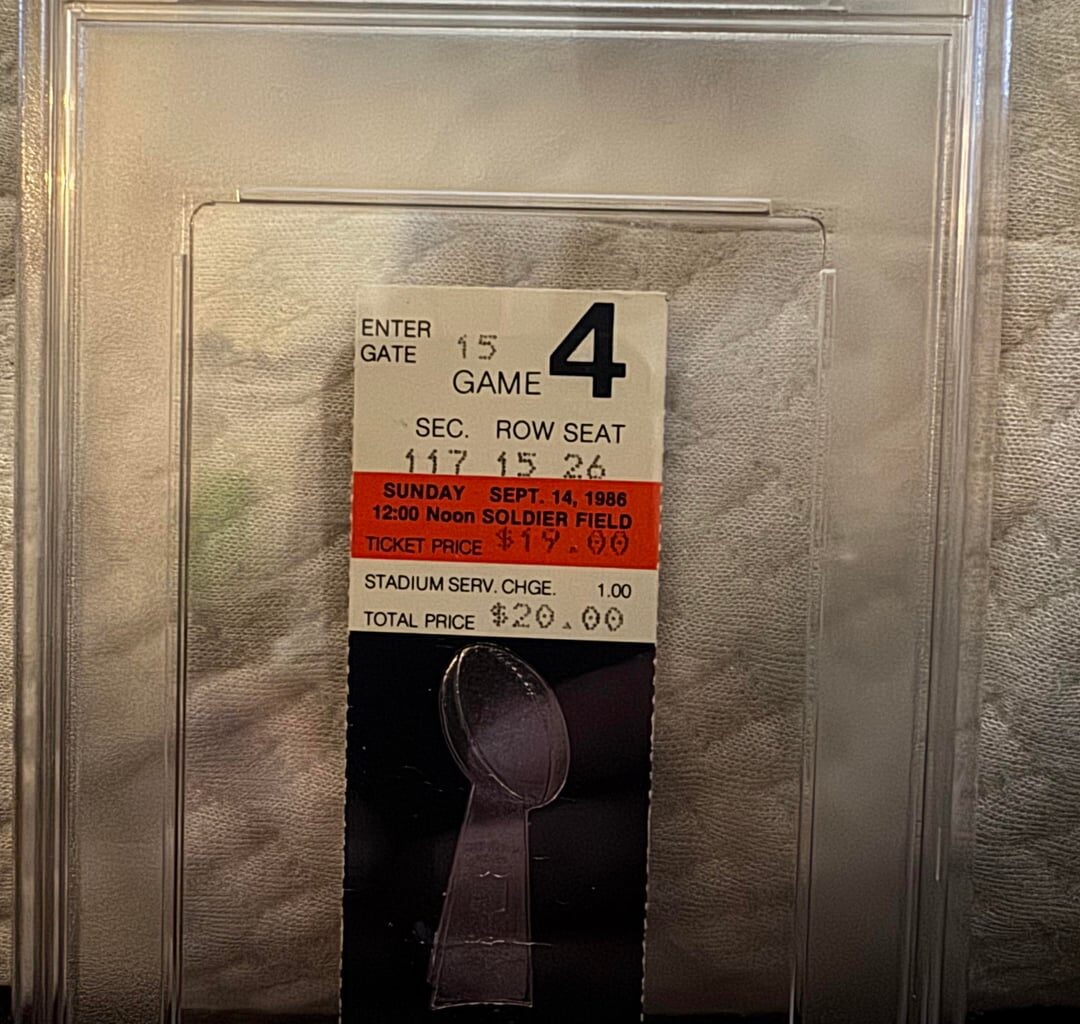 ENTER GATE 15
GAME 4
SEC. ROW SEAT
117 15 26
SUNDAY SEPT. 14, 1986
12:00 Noon SOLDIER FIELD
TICKET PRICE $19.00
STADIUM SERV. CHGE. 1.00
TOTAL PRICE $20.00